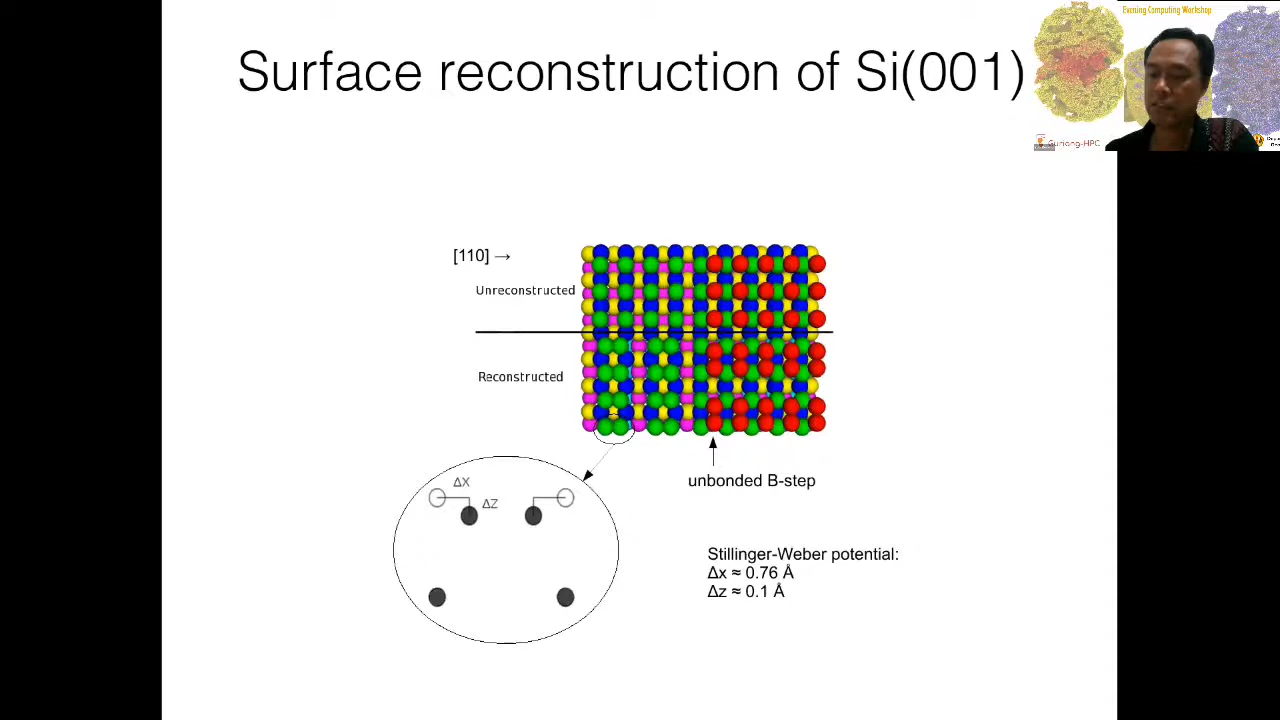 Surface reconstruction of Si(001)
Evening Computing Workshop
[110] →
Unreconstructed
Reconstructed
unbonded B-step
ΔX
ΔZ
Stillinger-Weber potential:
Δx ≈ 0.76 Å
Δz ≈ 0.1 Å